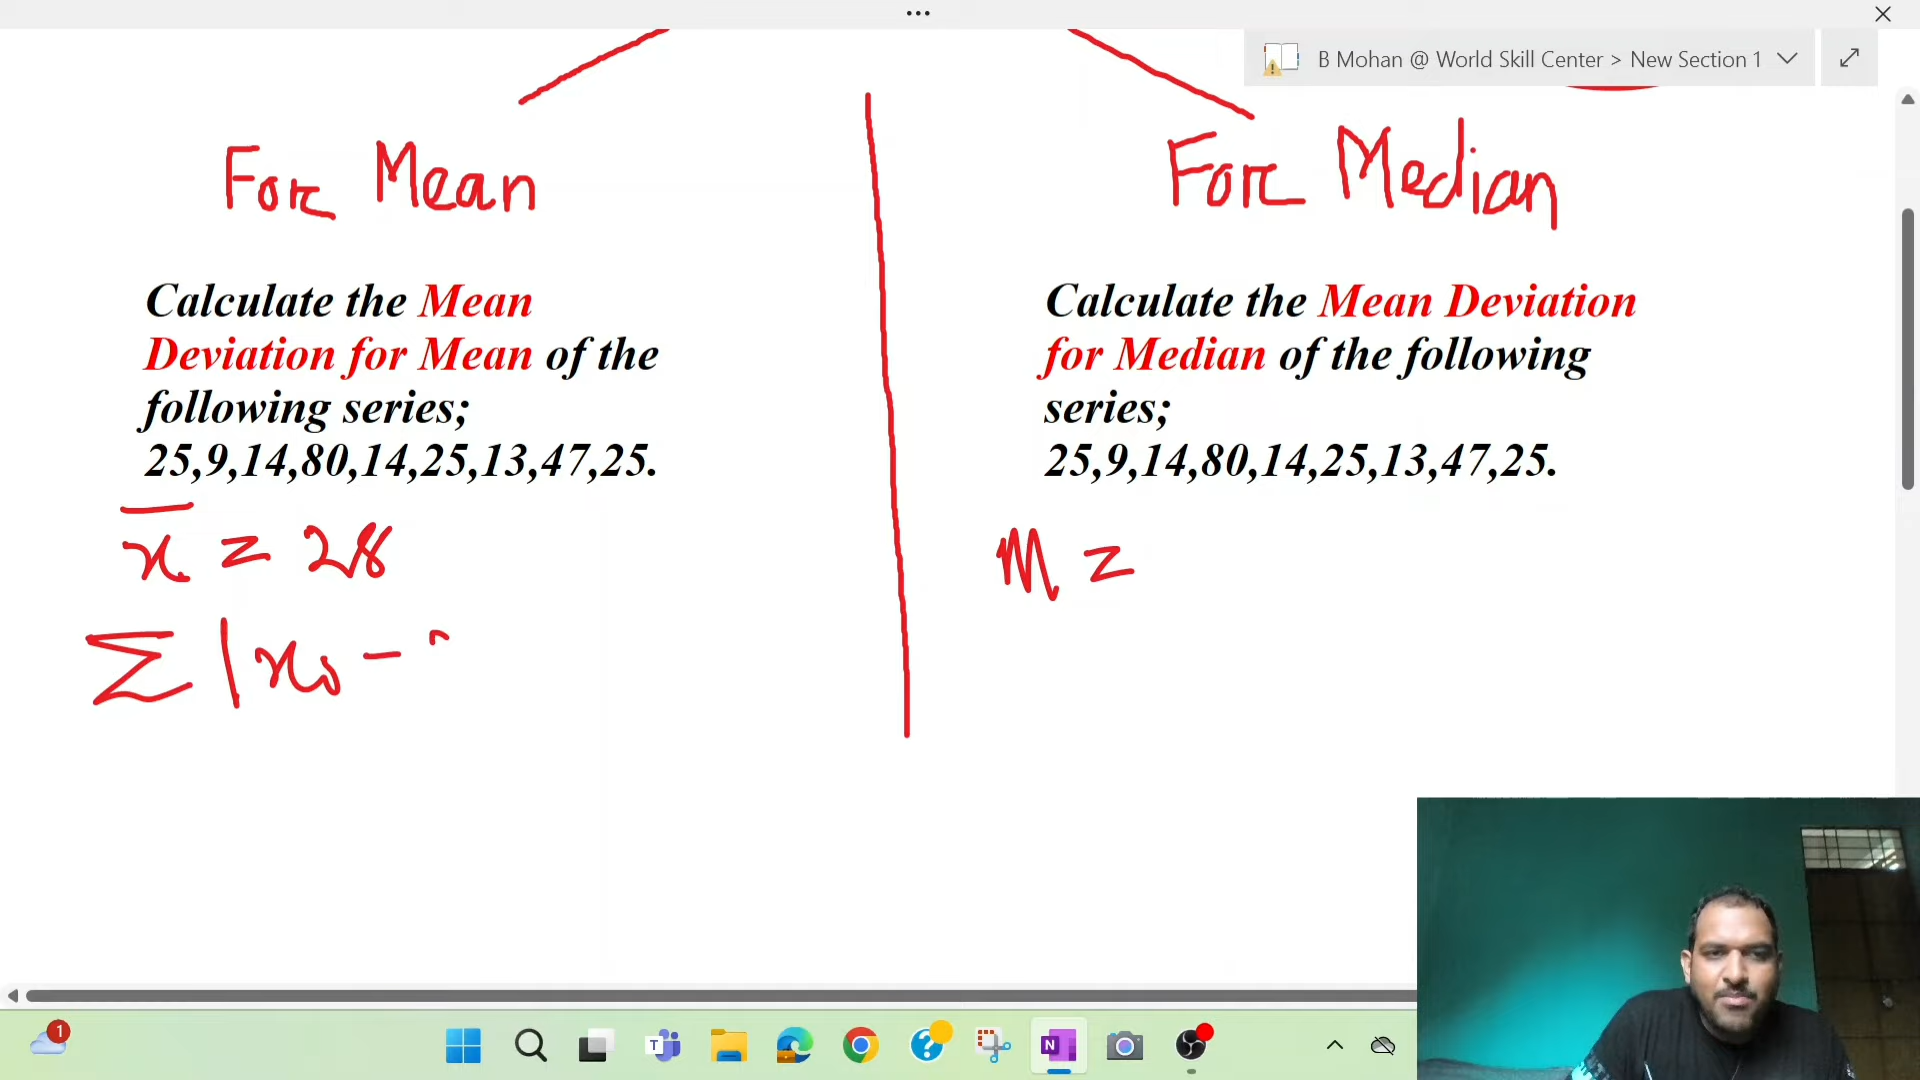 B Mohan @ World Skill Center > New Section 1
For Mean
Calculate the Mean
Deviation for Mean of the
following series;
25,9,14,80,14,25,13,47,25.
x̄ = 28
Σ |xi -
For Median
Calculate the Mean Deviation
for Median of the following
series;
25,9,14,80,14,25,13,47,25.
M =
1